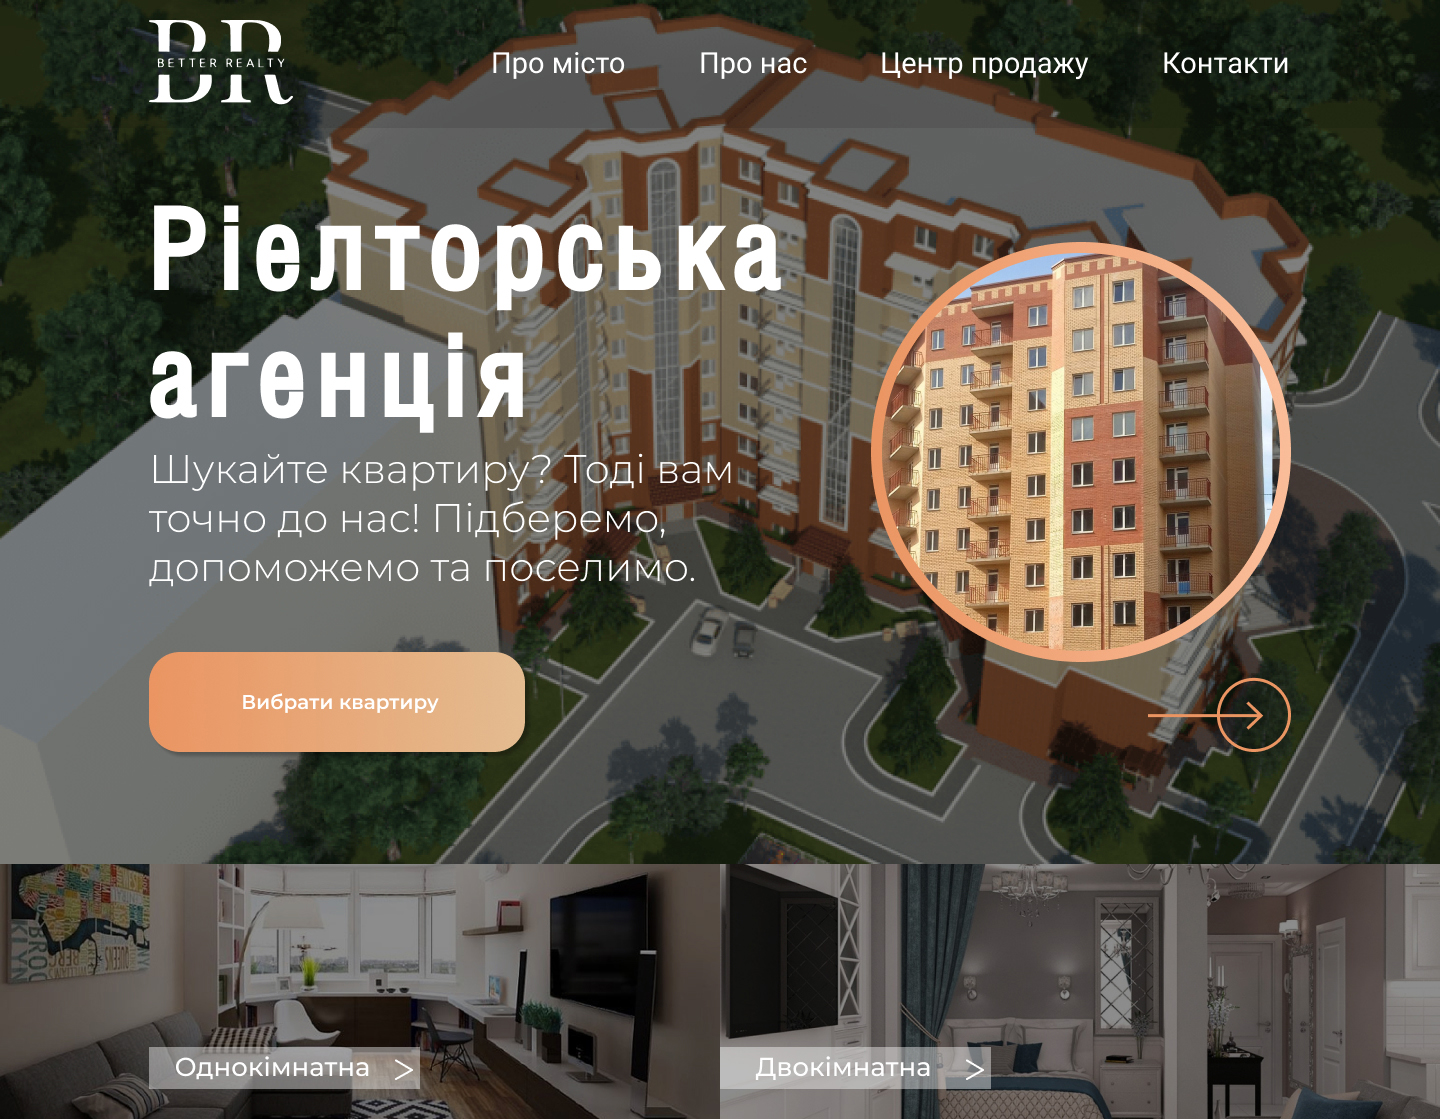 BR
BETTER REALTY
Про місто
Про нас
Центр продажу
Контакти
Ріелторська
агенція
Шукайте квартиру? Тоді вам
точно до нас! Підберемо,
допоможемо та поселимо.
Вибрати квартиру
Однокімнатна >
Двокімнатна >